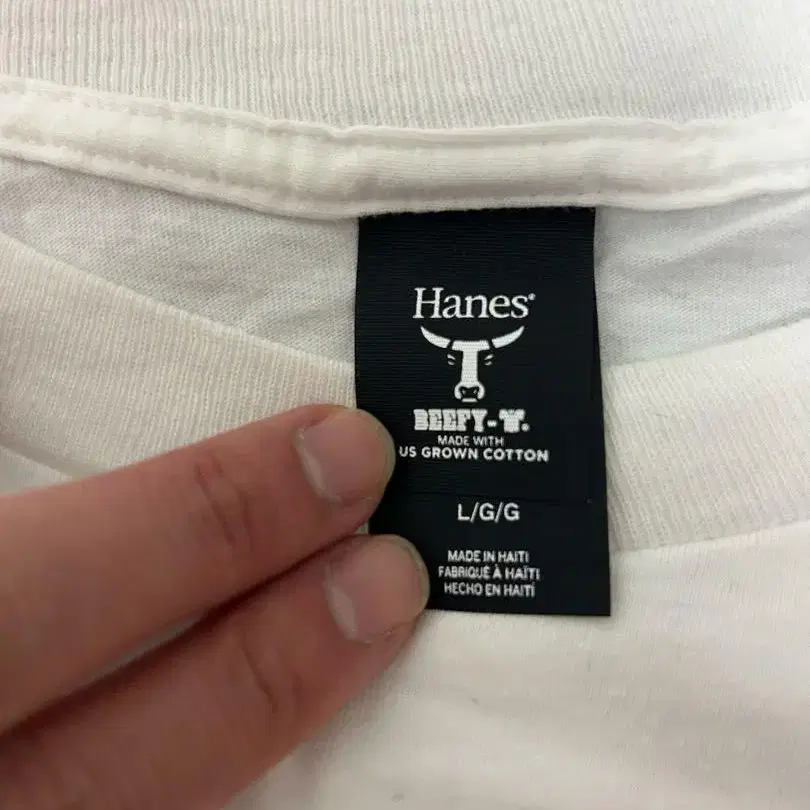 Hanes®
BEEFY-T®
MADE WITH
US GROWN COTTON
L/G/G
MADE IN HAITI
FABRIQUÉ À HAÏTI
HECHO EN HAITÍ